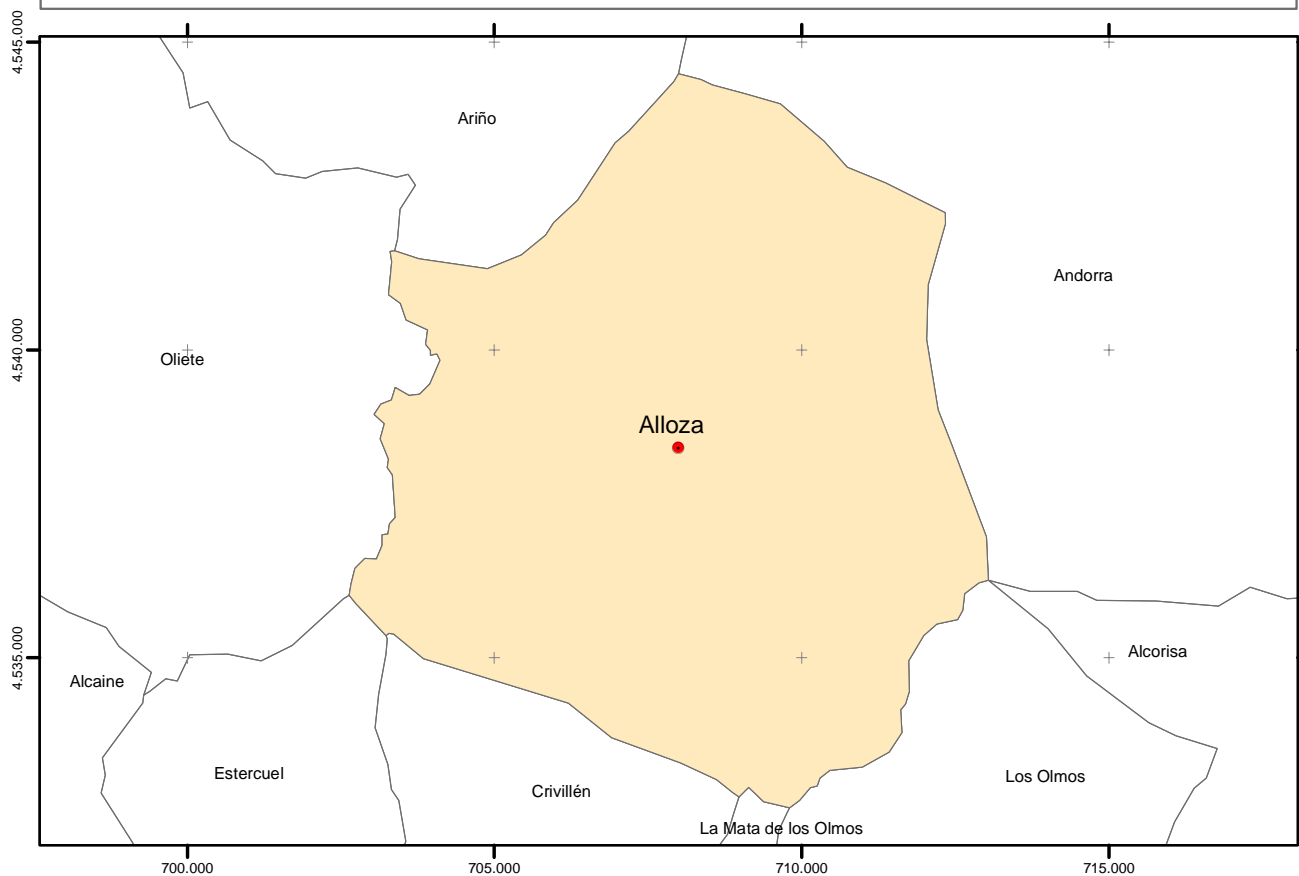 4.545.000
Ariño
Andorra
4.540.000
Oliete
Alloza
4.535.000
Alcorisa
Alcaine
Estercuel
Los Olmos
Crivillén
La Mata de los Olmos
700.000
705.000
710.000
715.000